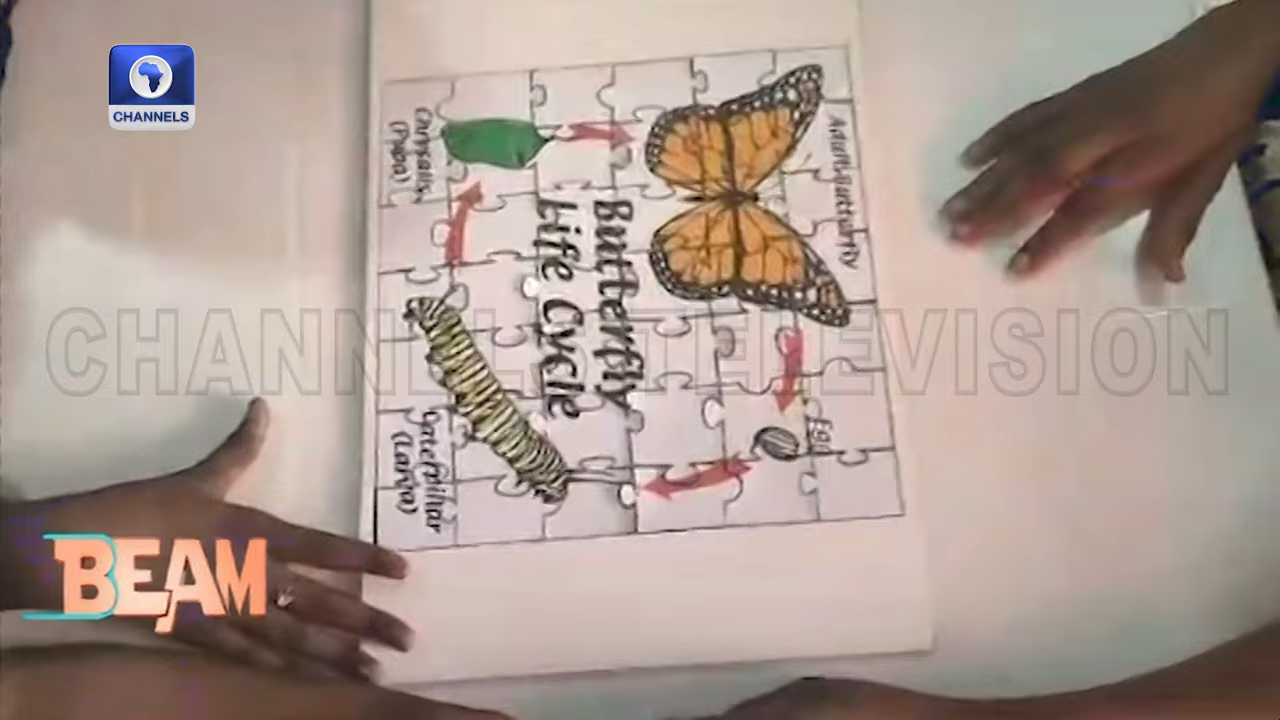 CHANNELS
Butterfly
Life Cycle
Adult Butterfly
Egg
Caterpillar
(Larva)
Chrysalis
(Pupa)
CHANNELS TELEVISION
BEAM